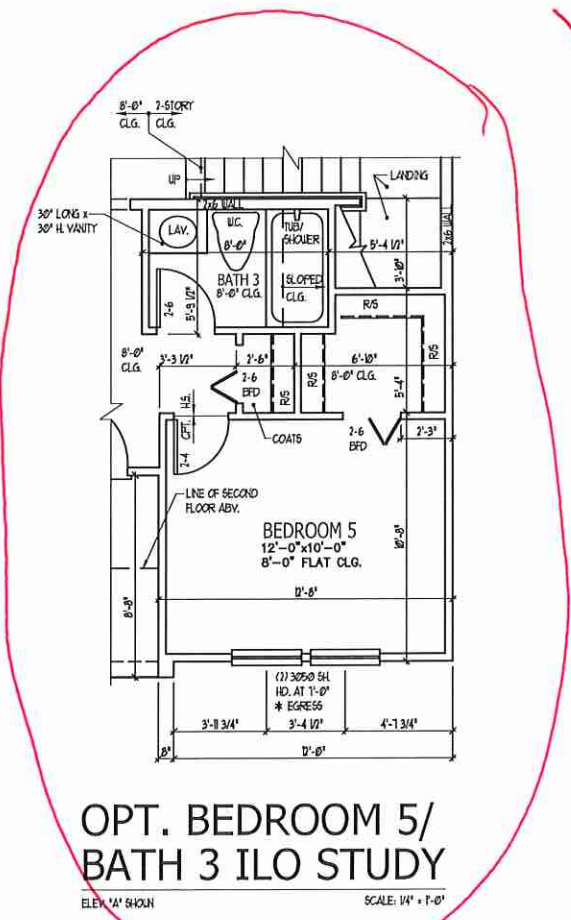 8'-0" 2-STORY
CLG. CLG.
UP
LANDING
2x6 WALL
30" LONG x
30" H. VANITY
LAV.
W.C.
8'-0"
TUB/
SHOWER
5'-4 1/2"
2x6 WALL
3'-10"
BATH 3
8'-0" CLG.
SLOPED
CLG.
2-6
5'-9 1/2"
R/S
8'-0"
CLG.
3'-3 1/2"
2'-6"
6'-10"
8'-0" CLG.
R/S
R/S
R/S
5'-4"
2-6
BFD
OPT. H.S.
COATS
2-6
BFD
2'-3"
2-4
LINE OF SECOND
FLOOR ABV.
BEDROOM 5
12'-0"x10'-0"
8'-0" FLAT CLG.
10'-8"
12'-8"
8'-8"
(2) 3050 SH.
HD. AT 7'-0"
* EGRESS
3'-11 3/4"
3'-4 1/2"
4'-7 3/4"
8"
12'-0"
OPT. BEDROOM 5/
BATH 3 ILO STUDY
ELEV. "A" SHOWN
SCALE: 1/4" = 1'-0"